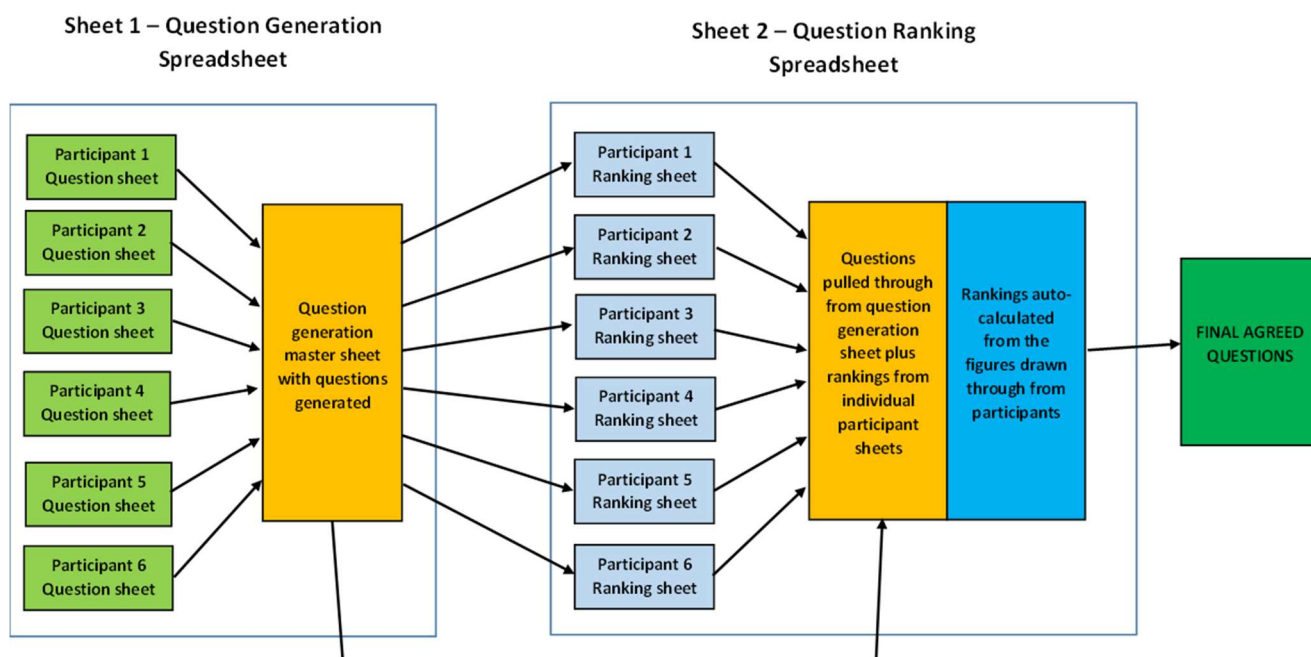 Sheet 1 – Question Generation
Spreadsheet
Sheet 2 – Question Ranking
Spreadsheet
Participant 1
Question sheet
Participant 2
Question sheet
Participant 3
Question sheet
Participant 4
Question sheet
Participant 5
Question sheet
Participant 6
Question sheet
Question
generation
master sheet
with questions
generated
Participant 1
Ranking sheet
Participant 2
Ranking sheet
Participant 3
Ranking sheet
Participant 4
Ranking sheet
Participant 5
Ranking sheet
Participant 6
Ranking sheet
Questions
pulled through
from question
generation
sheet plus
rankings from
individual
participant
sheets
Rankings auto-
calculated
from the
figures drawn
through from
participants
FINAL AGREED
QUESTIONS